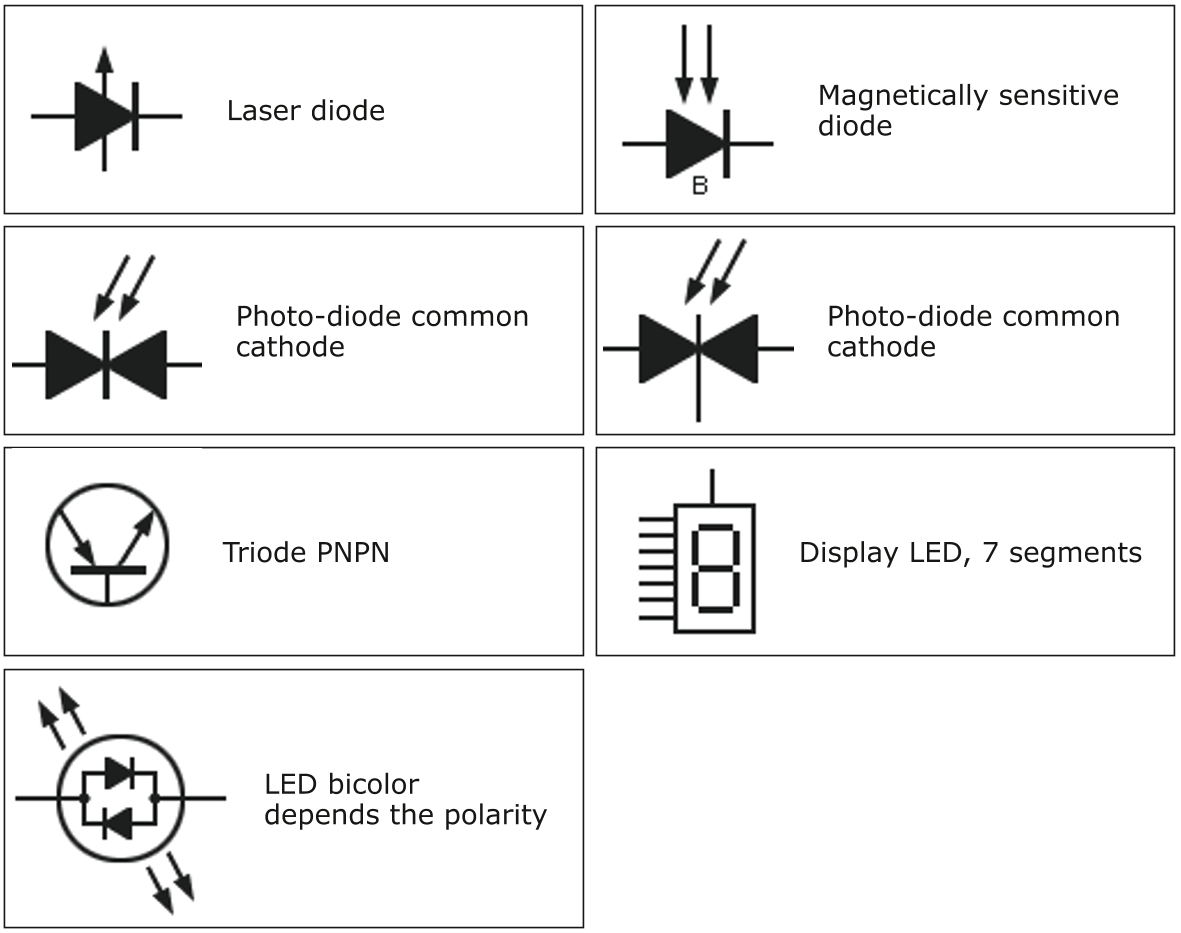 Laser diode
Magnetically sensitive
diode
B
Photo-diode common
cathode
Photo-diode common
cathode
Triode PNPN
8
Display LED, 7 segments
LED bicolor
depends the polarity